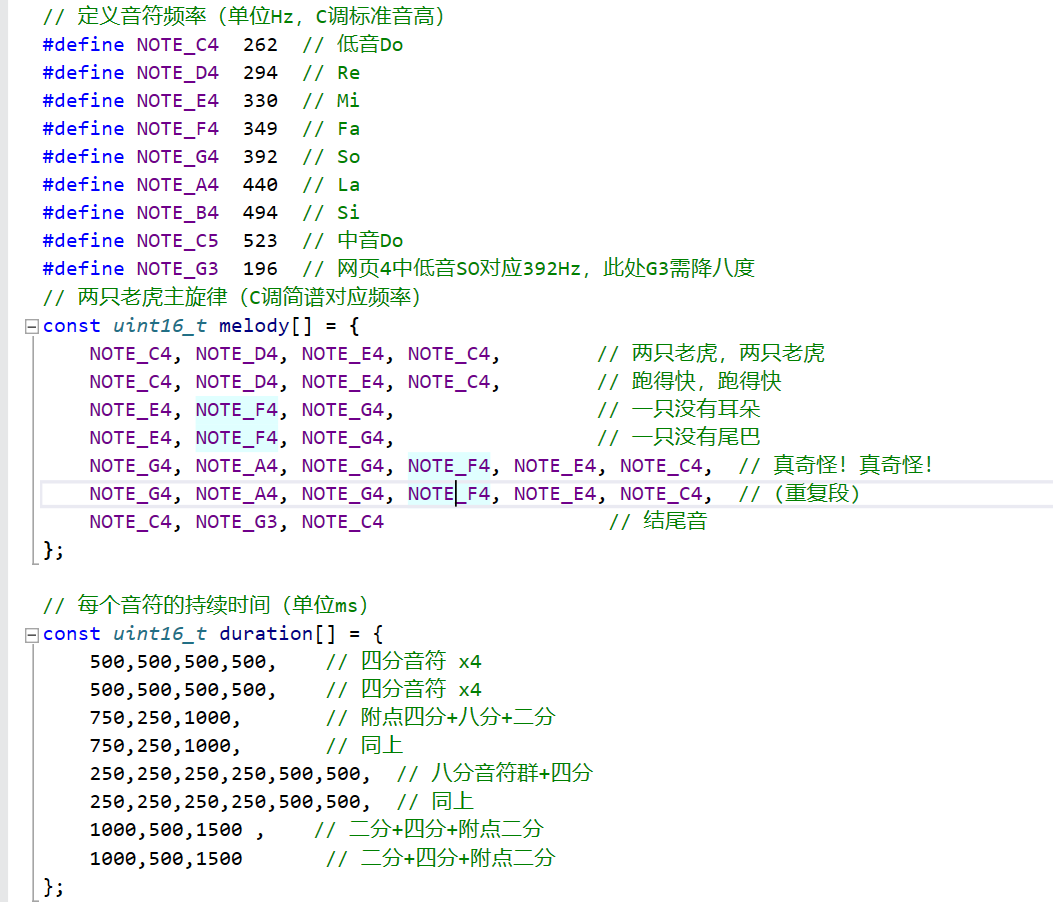 // 定义音符频率（单位Hz，C调标准音高）
#define NOTE_C4  262  // 低音Do
#define NOTE_D4  294  // Re
#define NOTE_E4  330  // Mi
#define NOTE_F4  349  // Fa
#define NOTE_G4  392  // So
#define NOTE_A4  440  // La
#define NOTE_B4  494  // Si
#define NOTE_C5  523  // 中音Do
#define NOTE_G3  196  // 网页4中低音SO对应392Hz，此处G3需降八度
// 两只老虎主旋律（C调简谱对应频率）
const uint16_t melody[] = {
    NOTE_C4, NOTE_D4, NOTE_E4, NOTE_C4,        // 两只老虎，两只老虎
    NOTE_C4, NOTE_D4, NOTE_E4, NOTE_C4,        // 跑得快，跑得快
    NOTE_E4, NOTE_F4, NOTE_G4,                 // 一只没有耳朵
    NOTE_E4, NOTE_F4, NOTE_G4,                 // 一只没有尾巴
    NOTE_G4, NOTE_A4, NOTE_G4, NOTE_F4, NOTE_E4, NOTE_C4,  // 真奇怪！真奇怪！
    NOTE_G4, NOTE_A4, NOTE_G4, NOTE_F4, NOTE_E4, NOTE_C4,  // （重复段）
    NOTE_C4, NOTE_G3, NOTE_C4                   // 结尾音
};
// 每个音符的持续时间（单位ms）
const uint16_t duration[] = {
    500,500,500,500,    // 四分音符 x4
    500,500,500,500,    // 四分音符 x4
    750,250,1000,       // 附点四分+八分+二分
    750,250,1000,       // 同上
    250,250,250,250,500,500,  // 八分音符群+四分
    250,250,250,250,500,500,  // 同上
    1000,500,1500 ,    // 二分+四分+附点二分
    1000,500,1500       // 二分+四分+附点二分
};